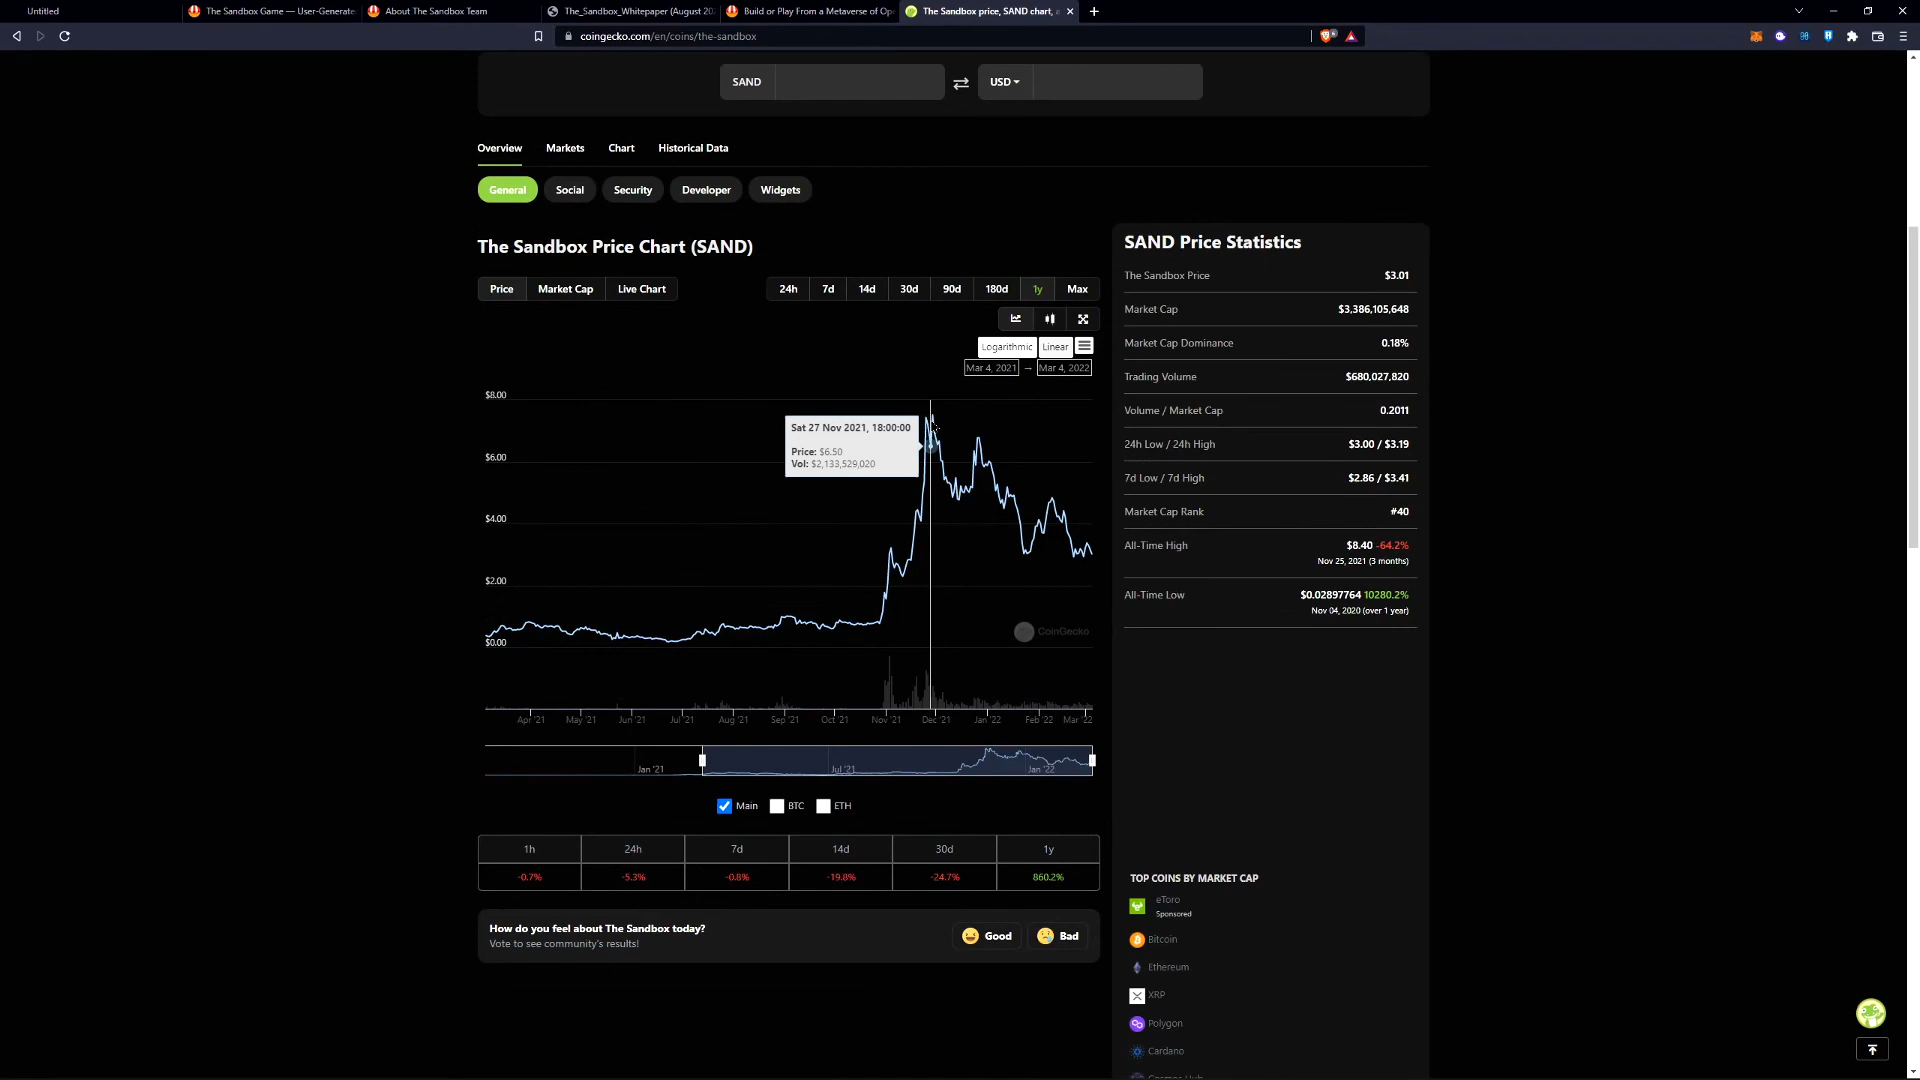 Untitled
The Sandbox Game — User-Generate
About The Sandbox Team
The_Sandbox_Whitepaper (August 202
Build or Play From a Metaverse of Op
The Sandbox price, SAND chart,
coingecko.com/en/coins/the-sandbox
SAND
USD
Overview
Markets
Chart
Historical Data
General
Social
Security
Developer
Widgets
The Sandbox Price Chart (SAND)
Price
Market Cap
Live Chart
24h
7d
14d
30d
90d
180d
1y
Max
Logarithmic
Linear
Mar 4, 2021 → Mar 4, 2022
$8.00
$6.00
$4.00
$2.00
$0.00
Sat 27 Nov 2021, 18:00:00
Price: $6.50
Vol: $2,133,529,020
CoinGecko
Apr '21
May '21
Jun '21
Jul '21
Aug '21
Sep '21
Oct '21
Nov '21
Dec '21
Jan '22
Feb '22
Mar '22
Jan '21
Jul '21
Jan '22
Main
BTC
ETH
1h 24h 7d 14d 30d 1y
-0.7% -5.3% -0.8% -19.8% -24.7% 860.2%
How do you feel about The Sandbox today?
Vote to see community's results!
Good
Bad
SAND Price Statistics
The Sandbox Price $3.01
Market Cap $3,386,105,648
Market Cap Dominance 0.18%
Trading Volume $680,027,820
Volume / Market Cap 0.2011
24h Low / 24h High $3.00 / $3.19
7d Low / 7d High $2.86 / $3.41
Market Cap Rank #40
All-Time High $8.40 -64.2%
Nov 25, 2021 (3 months)
All-Time Low $0.02897764 10280.2%
Nov 04, 2020 (over 1 year)
TOP COINS BY MARKET CAP
eToro
Sponsored
Bitcoin
Ethereum
XRP
Polygon
Cardano